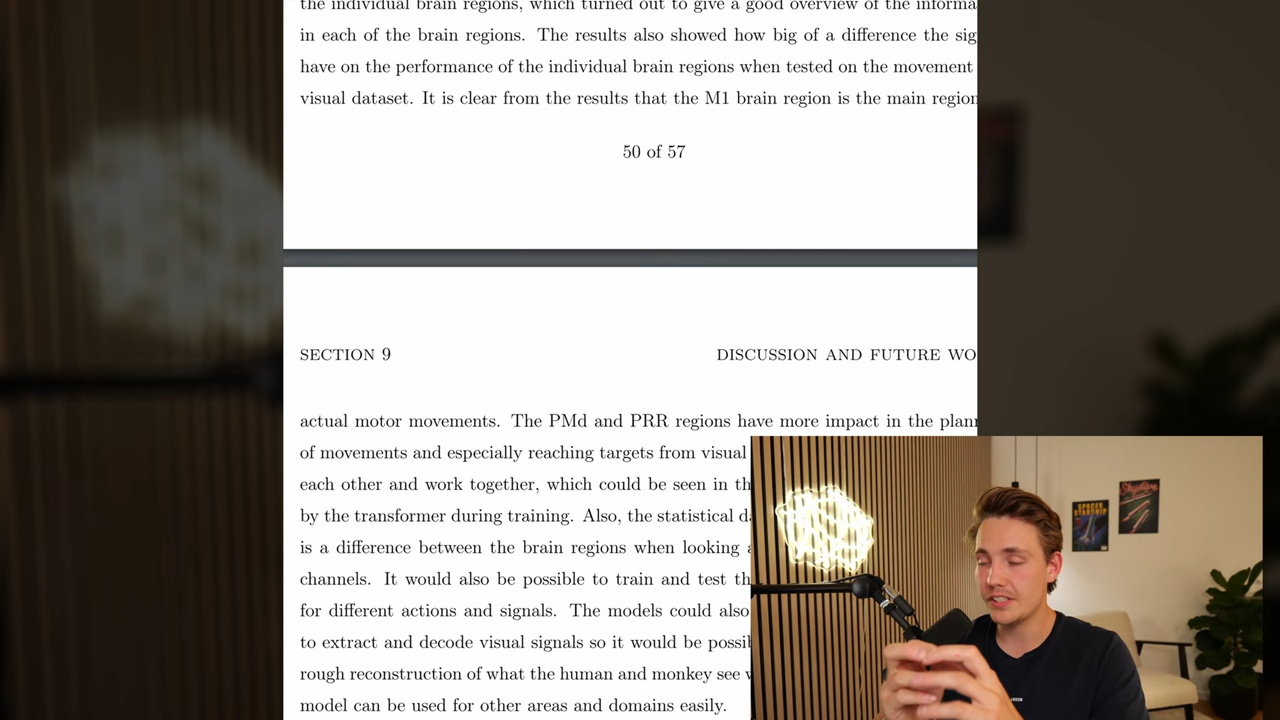 the individual brain regions, which turned out to give a good overview of the informa
in each of the brain regions. The results also showed how big of a difference the sig
have on the performance of the individual brain regions when tested on the movement
visual dataset. It is clear from the results that the M1 brain region is the main region
50 of 57
SECTION 9
DISCUSSION AND FUTURE WO
actual motor movements. The PMd and PRR regions have more impact in the plann
of movements and especially reaching targets from visual
each other and work together, which could be seen in th
by the transformer during training. Also, the statistical da
is a difference between the brain regions when looking a
channels. It would also be possible to train and test th
for different actions and signals. The models could also
to extract and decode visual signals so it would be possib
rough reconstruction of what the human and monkey see w
model can be used for other areas and domains easily.
SPACEX
STARSHIP